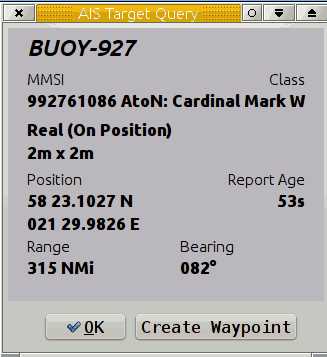 AIS Target Query
BUOY-927
MMSI Class
992761086 AtoN: Cardinal Mark W
Real (On Position)
2m x 2m
Position Report Age
58 23.1027 N 53s
021 29.9826 E
Range Bearing
315 NMi 082°
OK Create Waypoint